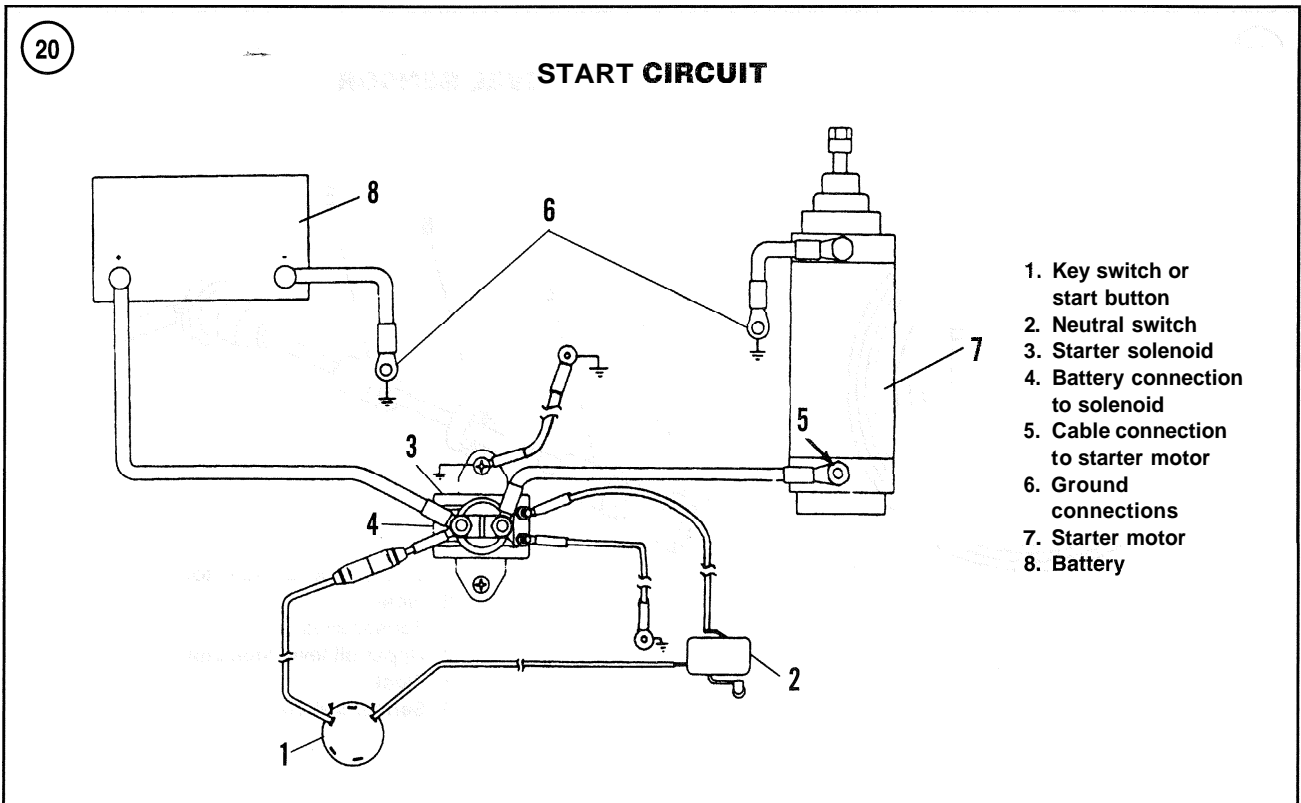 20
START CIRCUIT
8
6
+
-
7
5
3
4
2
1
1. Key switch or
start button
2. Neutral switch
3. Starter solenoid
4. Battery connection
to solenoid
5. Cable connection
to starter motor
6. Ground
connections
7. Starter motor
8. Battery